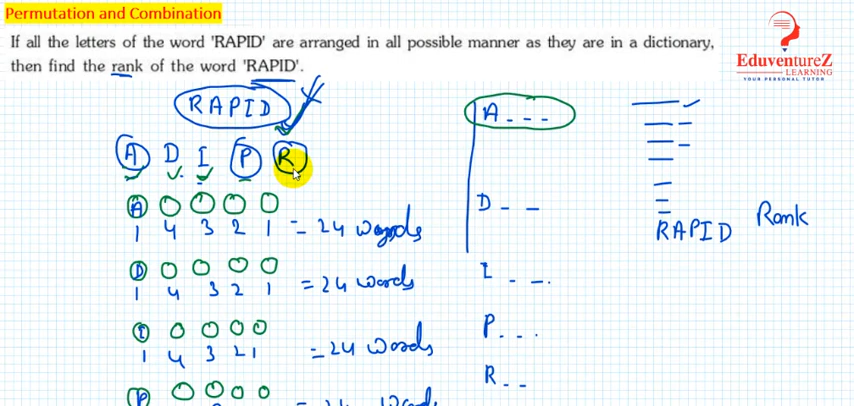 Permutation and Combination
If all the letters of the word 'RAPID' are arranged in all possible manner as they are in a dictionary,
then find the rank of the word 'RAPID'.
EduventureZ
LEARNING
YOUR PERSONAL TUTOR
RAPID
A D I P R
A
1 4 3 2 1 = 24 words
D
1 4 3 2 1 = 24 words
I
1 4 3 2 1 = 24 words
P
= 24 words
A - - -
D - -
I - -
P - - -
R - -
RAPID Rank